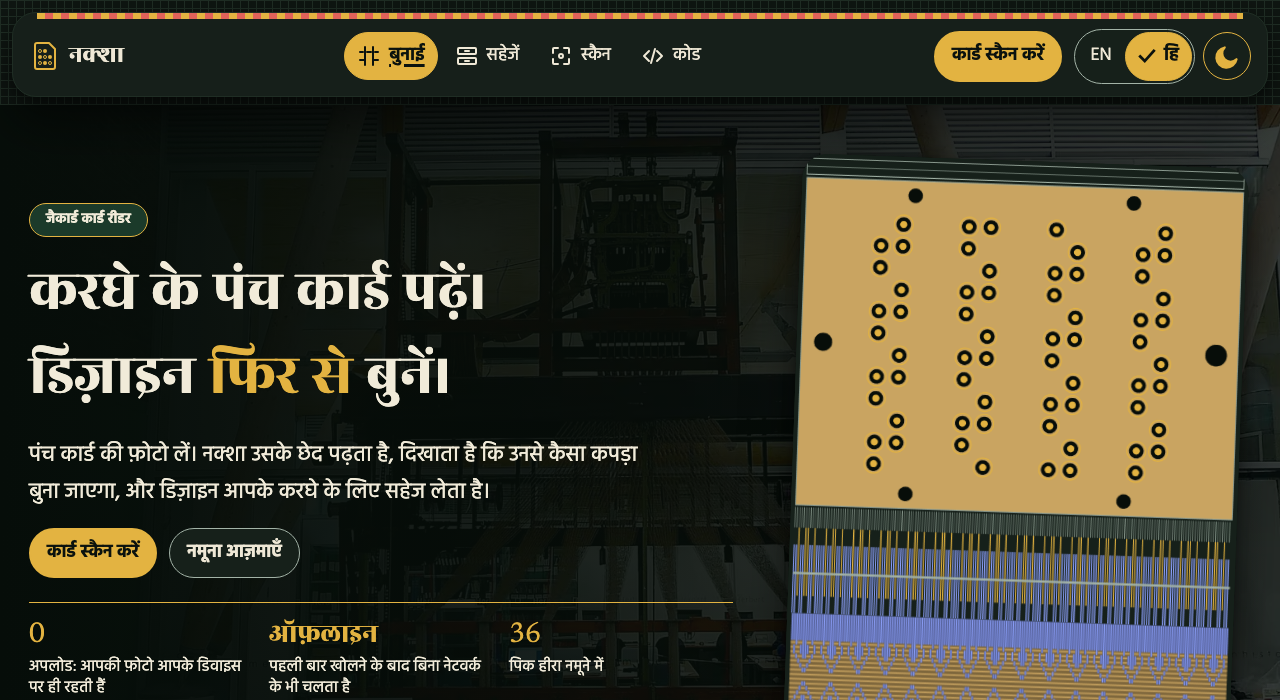 नक्शा
बुनाई
सहेजें
स्कैन
कोड
कार्ड स्कैन करें
EN
हि
जैकार्ड कार्ड रीडर
करघे के पंच कार्ड पढ़ें।
डिज़ाइन फिर से बुनें।
पंच कार्ड की फ़ोटो लें। नक्शा उसके छेद पढ़ता है, दिखाता है कि उनसे कैसा कपड़ा
बुना जाएगा, और डिज़ाइन आपके करघे के लिए सहेज लेता है।
कार्ड स्कैन करें
नमूना आज़माएँ
0
अपलोड: आपकी फ़ोटो आपके डिवाइस
पर ही रहती हैं
ऑफ़लाइन
पहली बार खोलने के बाद बिना नेटवर्क
के भी चलता है
36
पिक हीरा नमूने में